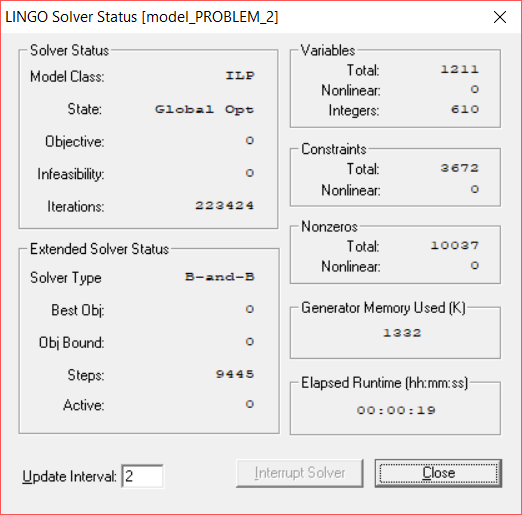 LINGO Solver Status [model_PROBLEM_2]
Solver Status
Model Class: ILP
State: Global Opt
Objective: 0
Infeasibility: 0
Iterations: 223424
Extended Solver Status
Solver Type B-and-B
Best Obj: 0
Obj Bound: 0
Steps: 9445
Active: 0
Variables
Total: 1211
Nonlinear: 0
Integers: 610
Constraints
Total: 3672
Nonlinear: 0
Nonzeros
Total: 10037
Nonlinear: 0
Generator Memory Used (K)
1332
Elapsed Runtime (hh:mm:ss)
00:00:19
Update Interval: 2
Interrupt Solver
Close